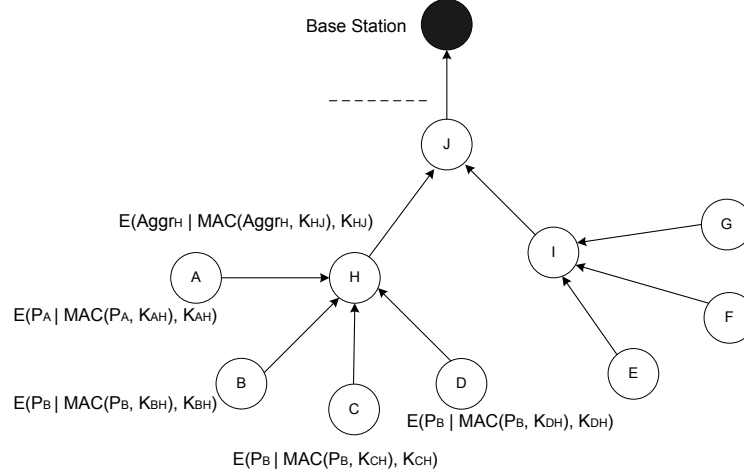 Base Station
J
E(AggrH | MAC(AggrH, KHJ), KHJ)
G
A
H
I
E(PA | MAC(PA, KAH), KAH)
F
B
D
E
E(PB | MAC(PB, KBH), KBH)
C
E(PB | MAC(PB, KDH), KDH)
E(PB | MAC(PB, KCH), KCH)